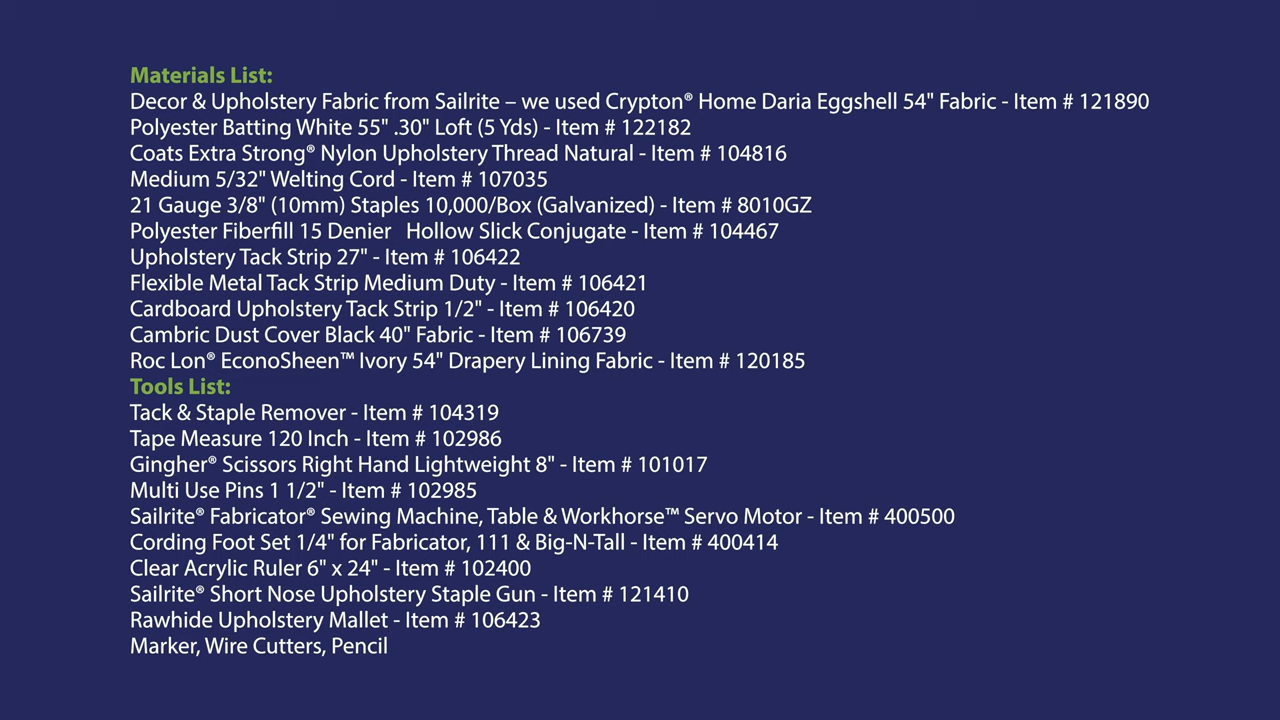 Materials List:
Decor & Upholstery Fabric from Sailrite – we used Crypton® Home Daria Eggshell 54" Fabric - Item # 121890
Polyester Batting White 55" .30" Loft (5 Yds) - Item # 122182
Coats Extra Strong® Nylon Upholstery Thread Natural - Item # 104816
Medium 5/32" Welting Cord - Item # 107035
21 Gauge 3/8" (10mm) Staples 10,000/Box (Galvanized) - Item # 8010GZ
Polyester Fiberfill 15 Denier   Hollow Slick Conjugate - Item # 104467
Upholstery Tack Strip 27" - Item # 106422
Flexible Metal Tack Strip Medium Duty - Item # 106421
Cardboard Upholstery Tack Strip 1/2" - Item # 106420
Cambric Dust Cover Black 40" Fabric - Item # 106739
Roc Lon® EconoSheen™ Ivory 54" Drapery Lining Fabric - Item # 120185
Tools List:
Tack & Staple Remover - Item # 104319
Tape Measure 120 Inch - Item # 102986
Gingher® Scissors Right Hand Lightweight 8" - Item # 101017
Multi Use Pins 1 1/2" - Item # 102985
Sailrite® Fabricator® Sewing Machine, Table & Workhorse™ Servo Motor - Item # 400500
Cording Foot Set 1/4" for Fabricator, 111 & Big-N-Tall - Item # 400414
Clear Acrylic Ruler 6" x 24" - Item # 102400
Sailrite® Short Nose Upholstery Staple Gun - Item # 121410
Rawhide Upholstery Mallet - Item # 106423
Marker, Wire Cutters, Pencil